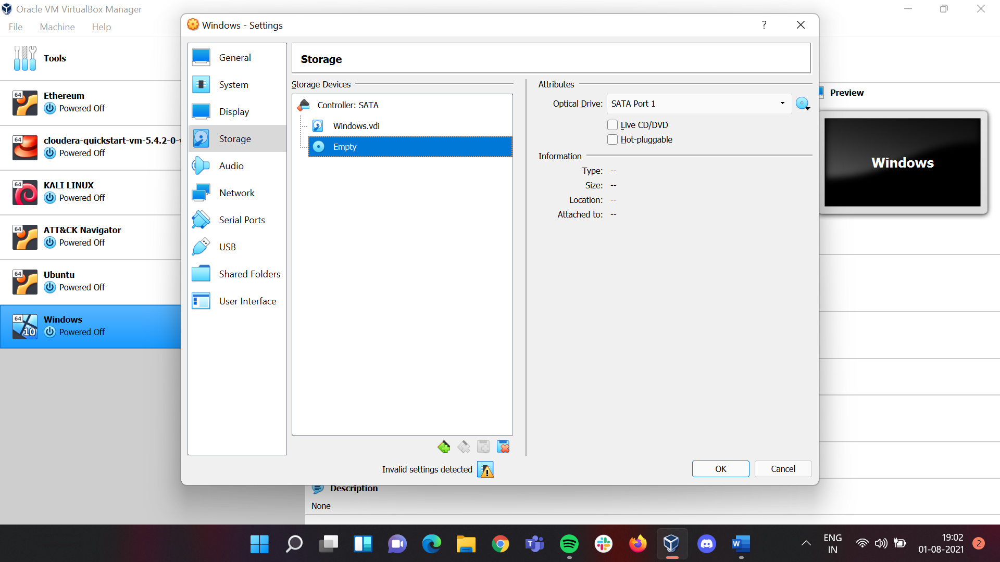 Oracle VM VirtualBox Manager
File Machine Help
Tools
64
Ethereum
Powered Off
64
cloudera-quickstart-vm-5.4.2-0-v
Powered Off
64
KALI LINUX
Powered Off
64
ATT&CK Navigator
Powered Off
64
Ubuntu
Powered Off
64
10
Windows
Powered Off
Windows - Settings
?
General
System
Display
Storage
Audio
Network
Serial Ports
USB
Shared Folders
User Interface
Storage
Storage Devices
Controller: SATA
Windows.vdi
Empty
Attributes
Optical Drive: SATA Port 1
Live CD/DVD
Hot-pluggable
Information
Type: --
Size: --
Location: --
Attached to: --
Invalid settings detected
OK Cancel
Preview
Windows
Description
None
T
W
ENG
IN
19:02
01-08-2021
2